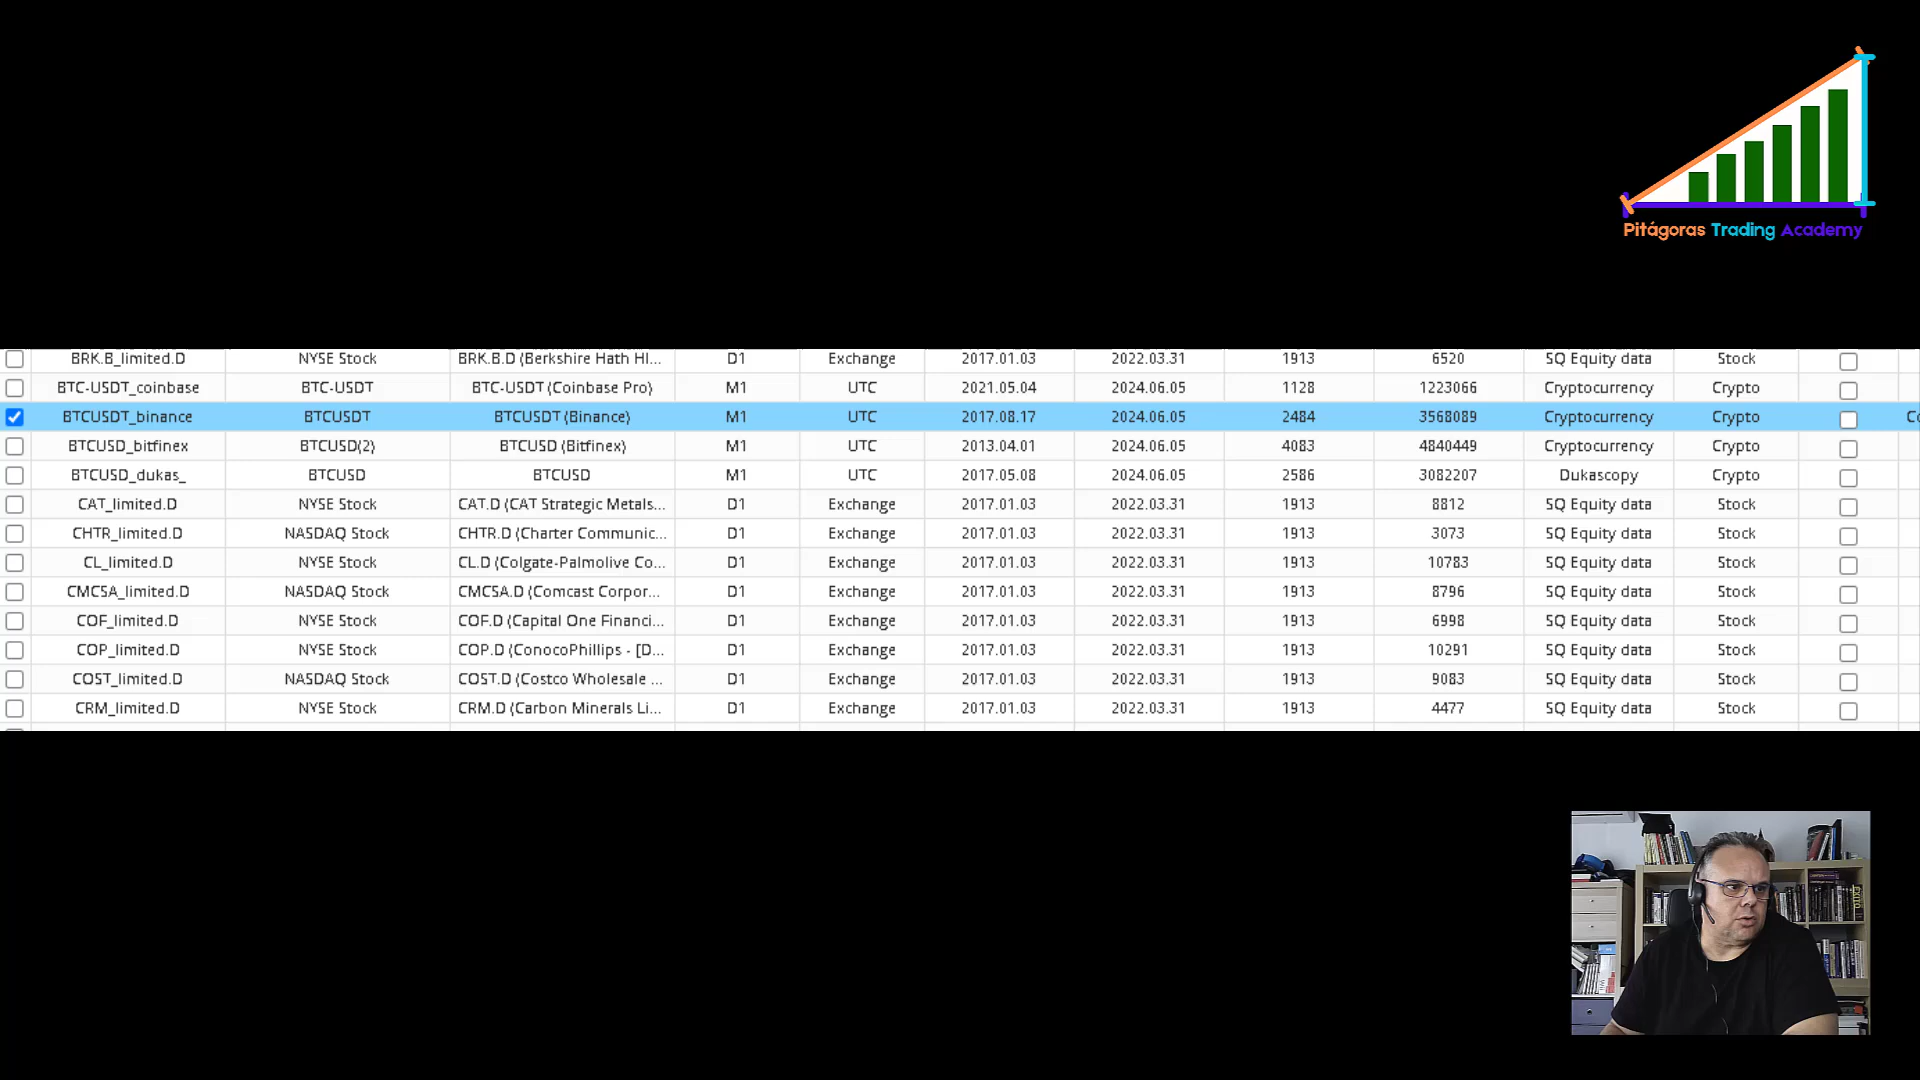 Pitágoras Trading Academy
BRK.B_limited.D NYSE Stock BRK.B.D (Berkshire Hath Hl... D1 Exchange 2017.01.03 2022.03.31 1913 6520 SQ Equity data Stock
BTC-USDT_coinbase BTC-USDT BTC-USDT (Coinbase Pro) M1 UTC 2021.05.04 2024.06.05 1128 1223066 Cryptocurrency Crypto
BTCUSDT_binance BTCUSDT BTCUSDT (Binance) M1 UTC 2017.08.17 2024.06.05 2484 3568089 Cryptocurrency Crypto
BTCUSD_bitfinex BTCUSD(2) BTCUSD (Bitfinex) M1 UTC 2013.04.01 2024.06.05 4083 4840449 Cryptocurrency Crypto
BTCUSD_dukas_ BTCUSD BTCUSD M1 UTC 2017.05.08 2024.06.05 2586 3082207 Dukascopy Crypto
CAT_limited.D NYSE Stock CAT.D (CAT Strategic Metals... D1 Exchange 2017.01.03 2022.03.31 1913 8812 SQ Equity data Stock
CHTR_limited.D NASDAQ Stock CHTR.D (Charter Communic... D1 Exchange 2017.01.03 2022.03.31 1913 3073 SQ Equity data Stock
CL_limited.D NYSE Stock CL.D (Colgate-Palmolive Co... D1 Exchange 2017.01.03 2022.03.31 1913 10783 SQ Equity data Stock
CMCSA_limited.D NASDAQ Stock CMCSA.D (Comcast Corpor... D1 Exchange 2017.01.03 2022.03.31 1913 8796 SQ Equity data Stock
COF_limited.D NYSE Stock COF.D (Capital One Financi... D1 Exchange 2017.01.03 2022.03.31 1913 6998 SQ Equity data Stock
COP_limited.D NYSE Stock COP.D (ConocoPhillips - [D... D1 Exchange 2017.01.03 2022.03.31 1913 10291 SQ Equity data Stock
COST_limited.D NASDAQ Stock COST.D (Costco Wholesale ... D1 Exchange 2017.01.03 2022.03.31 1913 9083 SQ Equity data Stock
CRM_limited.D NYSE Stock CRM.D (Carbon Minerals Li... D1 Exchange 2017.01.03 2022.03.31 1913 4477 SQ Equity data Stock